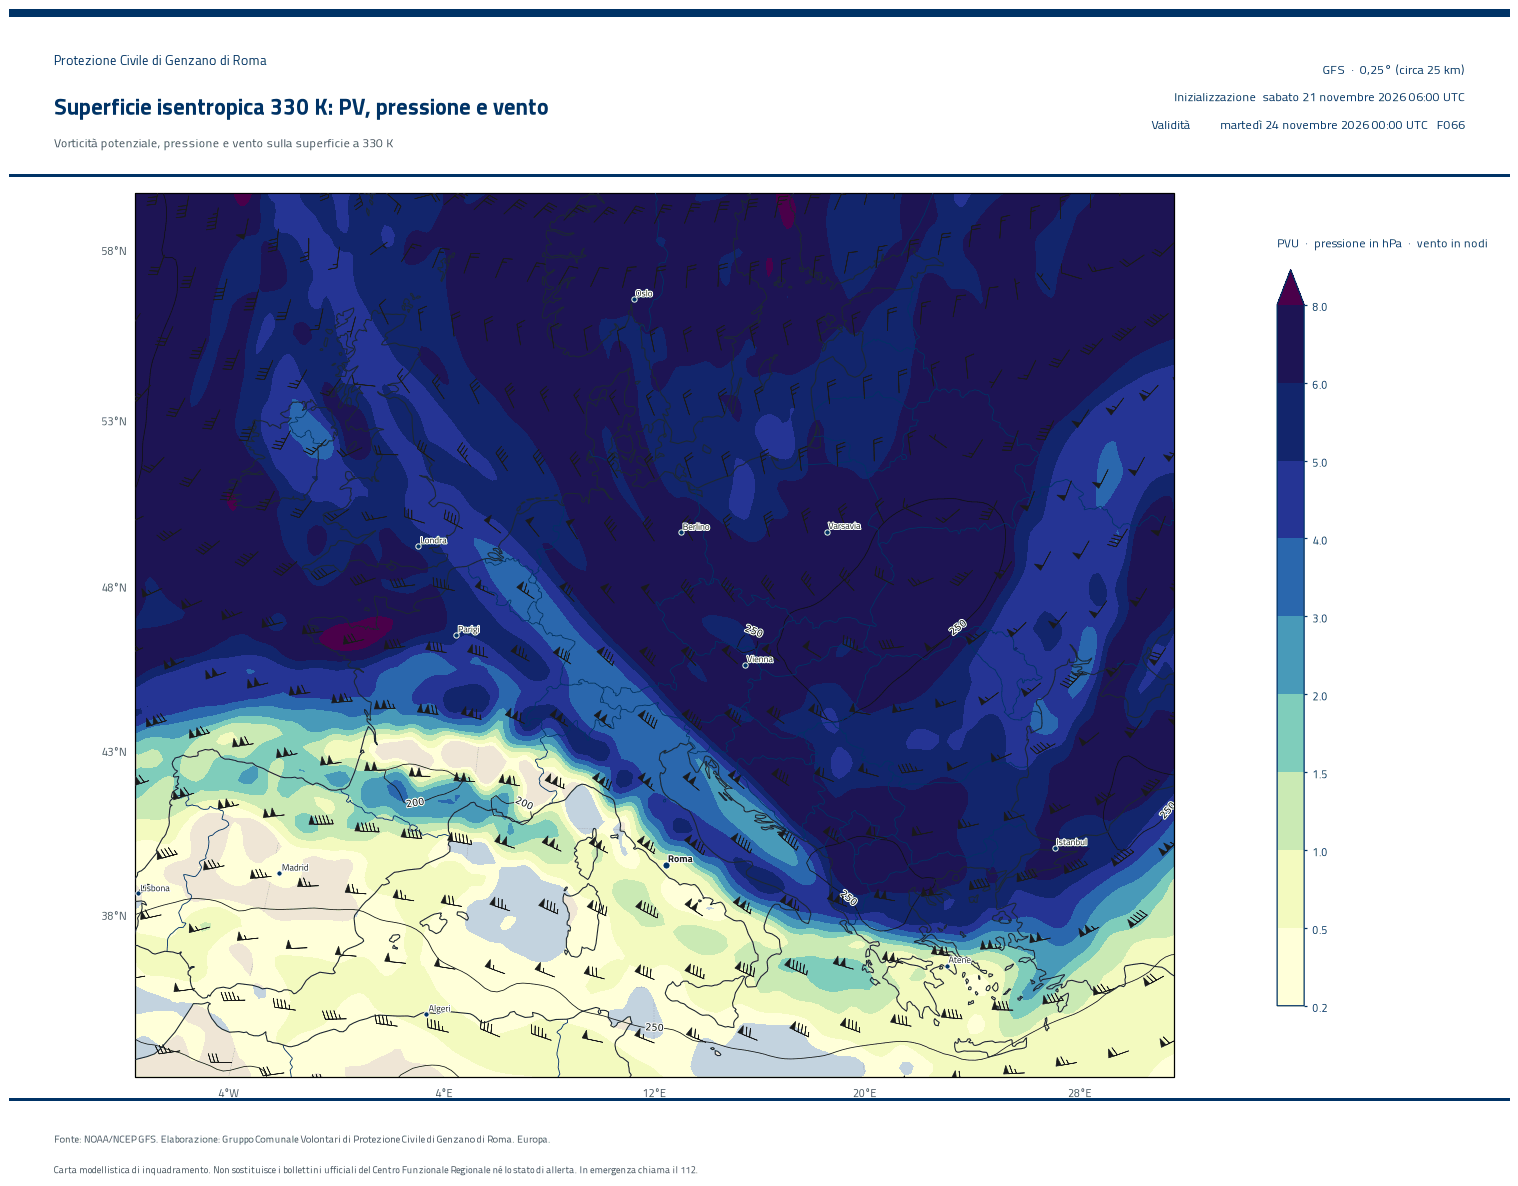 Protezione Civile di Genzano di Roma
Superficie isentropica 330 K: PV, pressione e vento
Vorticità potenziale, pressione e vento sulla superficie a 330 K
GFS · 0,25° (circa 25 km)
Inizializzazione sabato 21 novembre 2026 06:00 UTC
Validità martedì 24 novembre 2026 00:00 UTC F066
PVU · pressione in hPa · vento in nodi
58°N
53°N
48°N
43°N
38°N
Oslo
Berlino
Varsavia
Londra
Parigi
Vienna
250
250
200
200
250
250
250
Istanbul
Roma
Madrid
Lisbona
Atene
Algeri
8.0
6.0
5.0
4.0
3.0
2.0
1.5
1.0
0.5
0.2
4°W
4°E
12°E
20°E
28°E
Fonte: NOAA/NCEP GFS. Elaborazione: Gruppo Comunale Volontari di Protezione Civile di Genzano di Roma. Europa.
Carta modellistica di inquadramento. Non sostituisce i bollettini ufficiali del Centro Funzionale Regionale né lo stato di allerta. In emergenza chiama il 112.